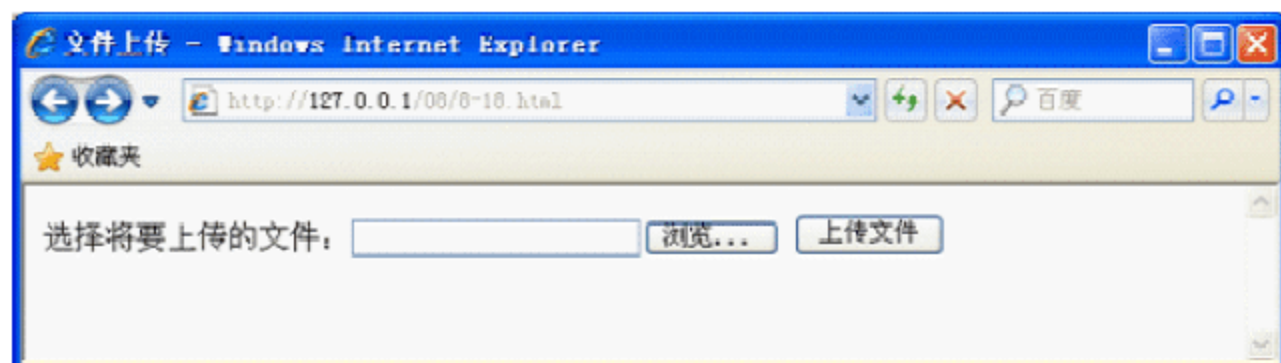 文件上传 - Windows Internet Explorer
http://127.0.0.1/08/8-18.html
百度
收藏夹
选择将要上传的文件: 浏览... 上传文件